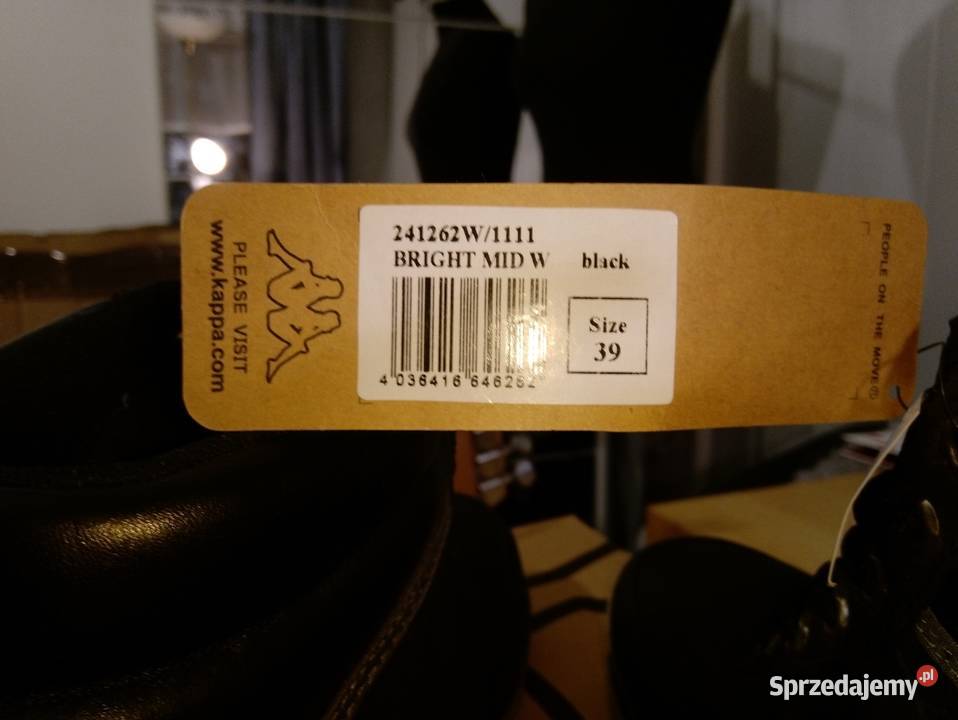 PLEASE VISIT
www.kappa.com
241262W/1111
BRIGHT MID W black
Size
39
4 036416 646262
PEOPLE ON THE MOVE®
Sprzedajemy.pl